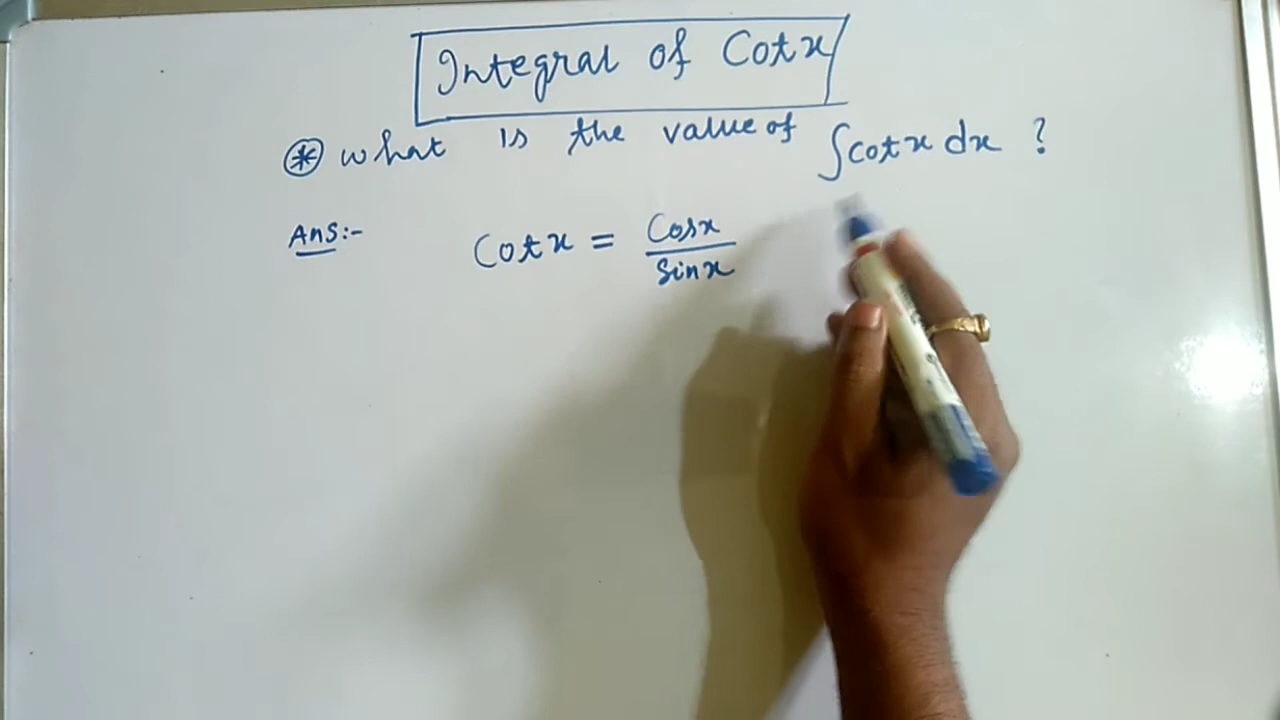 Integral of Cotx
⊛ what is the value of ∫cotx dx ?
Ans:- Cotx = Cosx/Sinx